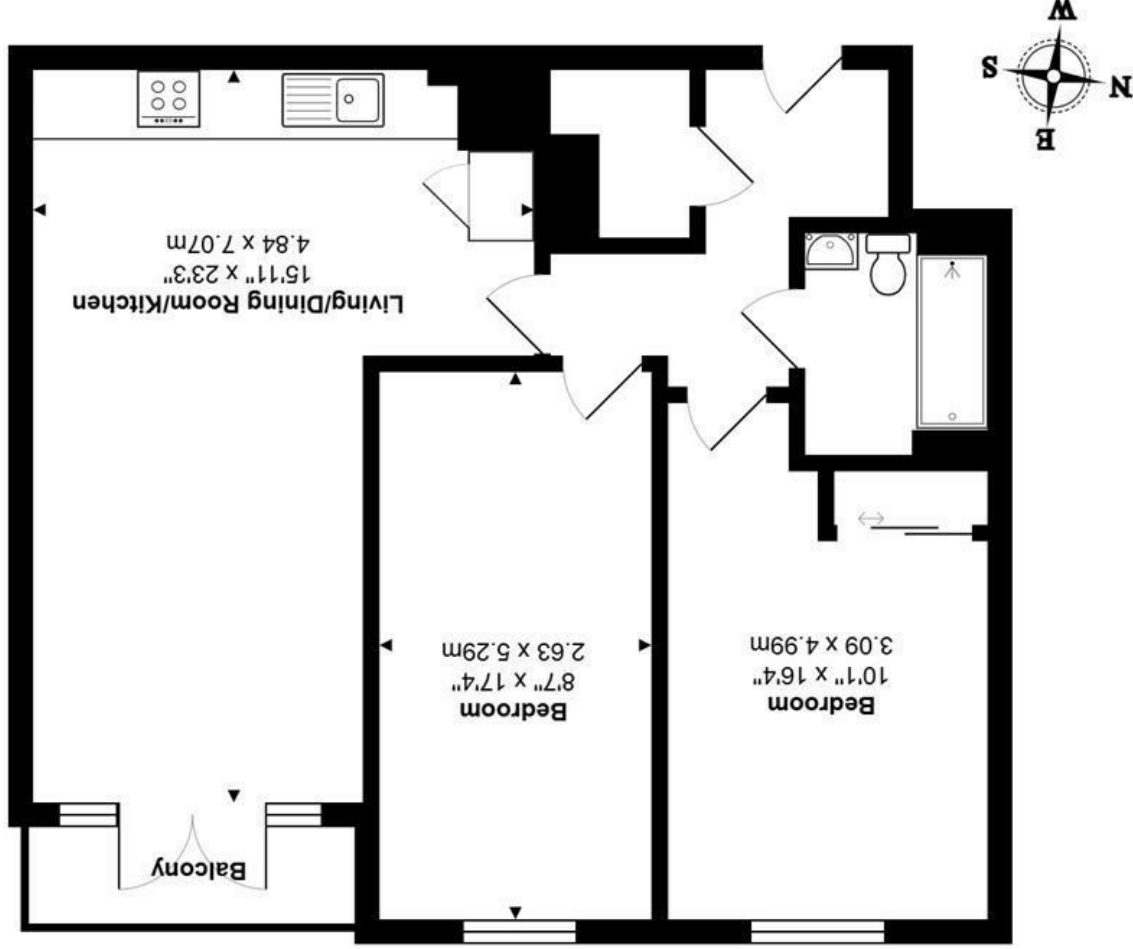 Balcony
Bedroom
10'1" x 16'4"
3.09 x 4.99m
Bedroom
8'7" x 17'4"
2.63 x 5.29m
Living/Dining Room/Kitchen
15'11" x 23'3"
4.84 x 7.07m
E
N
S
W